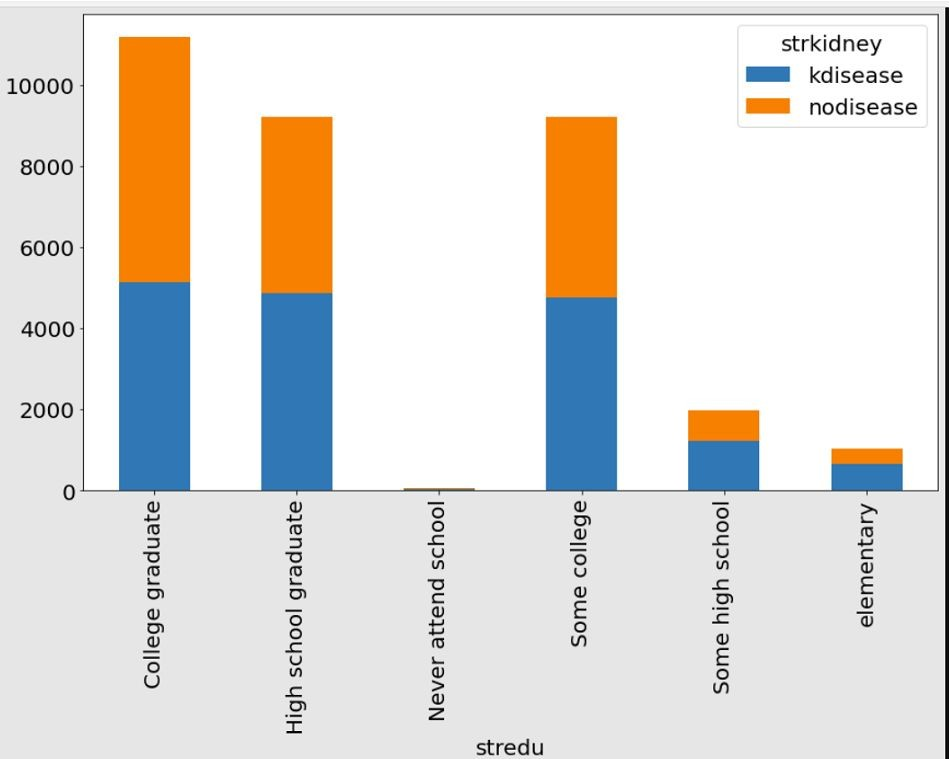 strkidney
kdisease
nodisease
10000
8000
6000
4000
2000
0
College graduate
High school graduate
Never attend school
Some college
Some high school
elementary
stredu